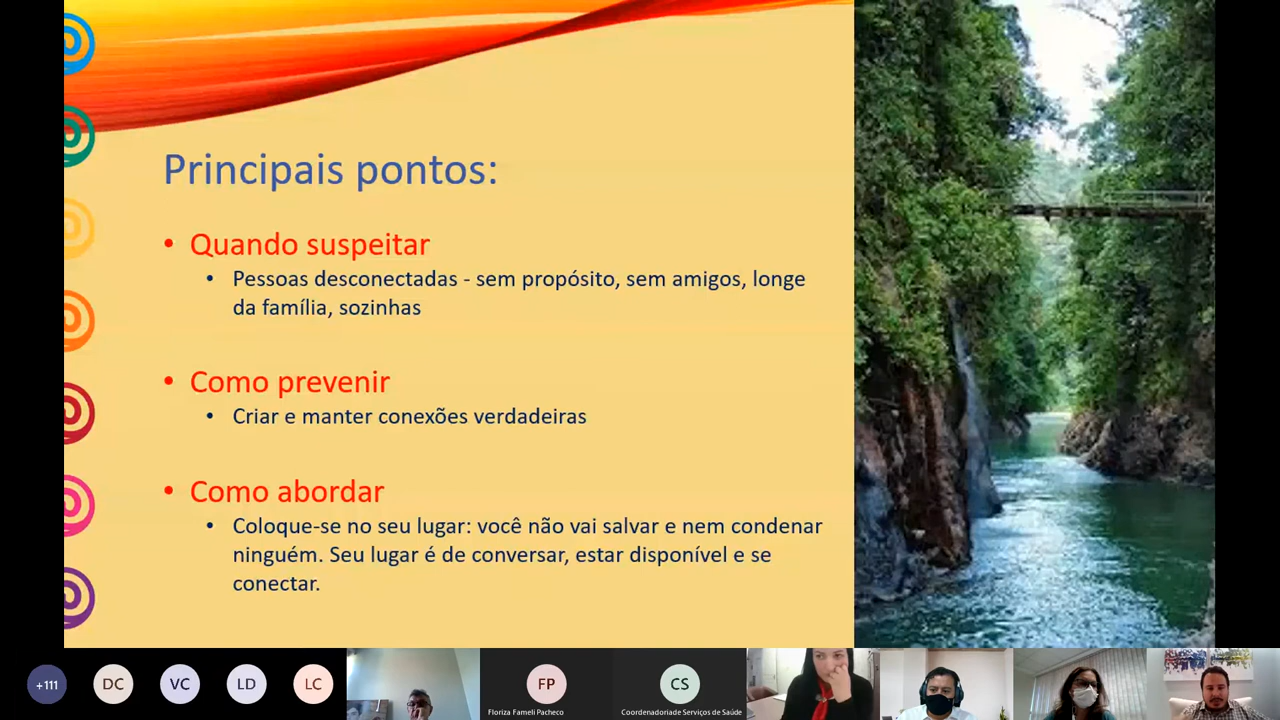 Principais pontos:
• Quando suspeitar
• Pessoas desconectadas - sem propósito, sem amigos, longe
da família, sozinhas
• Como prevenir
• Criar e manter conexões verdadeiras
• Como abordar
• Coloque-se no seu lugar: você não vai salvar e nem condenar
ninguém. Seu lugar é de conversar, estar disponível e se
conectar.
+111
DC
VC
LD
LC
FP
Floriza Fameli Pacheco
CS
Coordenadoria de Serviços de Saúde